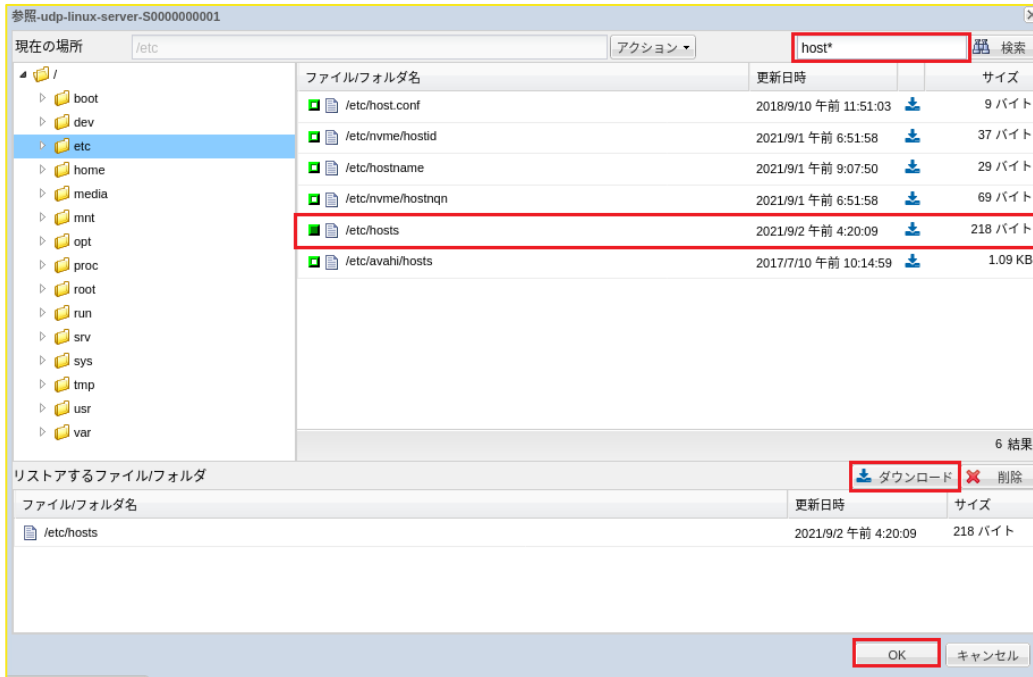 参照-udp-linux-server-S0000000001
現在の場所 /etc アクション host* 検索
/
boot
dev
etc
home
media
mnt
opt
proc
root
run
srv
sys
tmp
usr
var
ファイル/フォルダ名 更新日時 サイズ
/etc/host.conf 2018/9/10 午前 11:51:03 9 バイト
/etc/nvme/hostid 2021/9/1 午前 6:51:58 37 バイト
/etc/hostname 2021/9/1 午前 9:07:50 29 バイト
/etc/nvme/hostnqn 2021/9/1 午前 6:51:58 69 バイト
/etc/hosts 2021/9/2 午前 4:20:09 218 バイト
/etc/avahi/hosts 2017/7/10 午前 10:14:59 1.09 KB
6 結果
リストアするファイル/フォルダ ダウンロード 削除
ファイル/フォルダ名 更新日時 サイズ
/etc/hosts 2021/9/2 午前 4:20:09 218 バイト
OK キャンセル